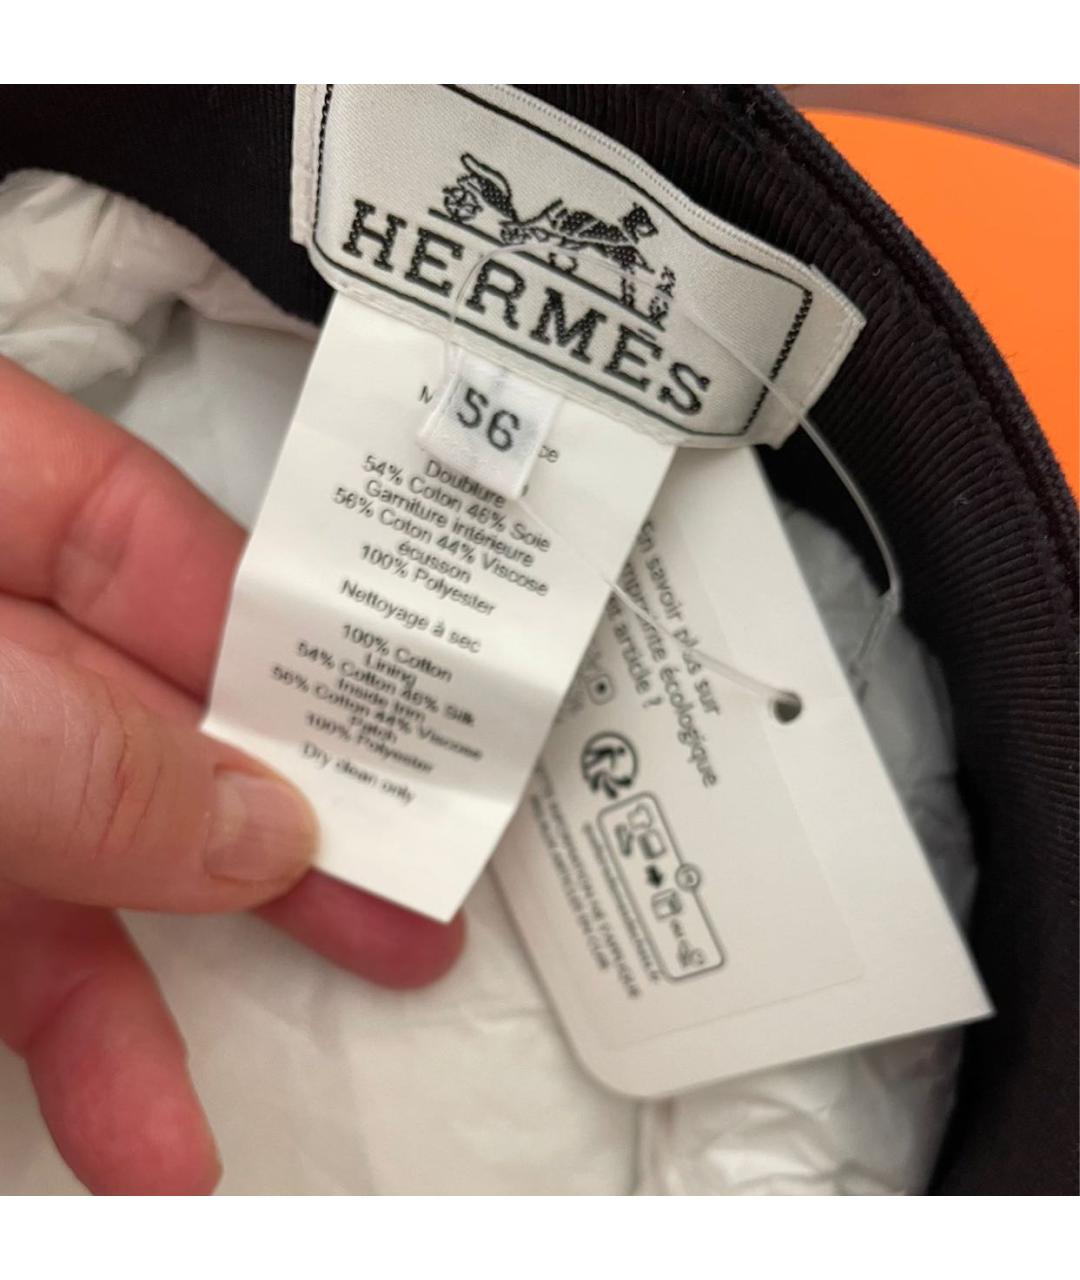 HERMES
56
Doublure
54% Coton 46% Soie
Garniture intérieure
56% Coton 44% Viscose
écusson
100% Polyester
Nettoyage à sec
100% Cotton
Lining
54% Cotton 46% Silk
Inside trim
56% Cotton 44% Viscose
Patch
100% Polyester
Dry clean only
En savoir plus sur
article ?
écologique